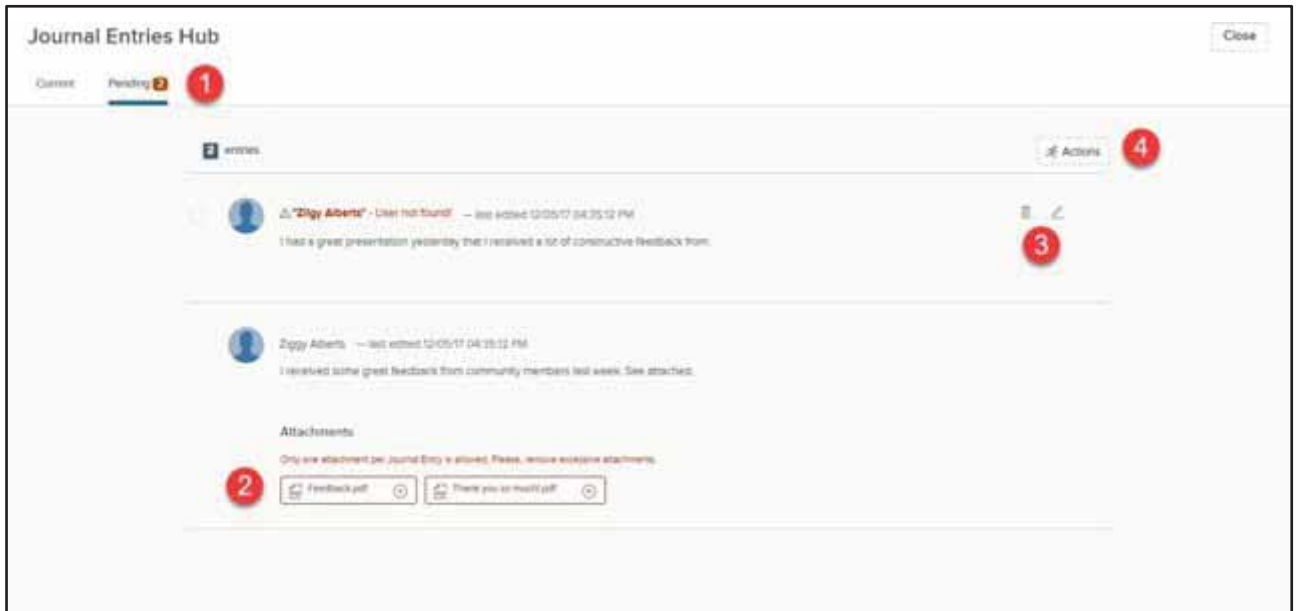 Journal Entries Hub
Close
Current Pending 2
1
2 entries
Actions
4
"Zilgy Alberts" - User not found! — last edited 12/05/17 04:35:12 PM
I had a great presentation yesterday that I received a lot of constructive feedback from.
3
Ziggy Alberts — last edited 12/05/17 04:35:12 PM
I received some great feedback from community members last week. See attached.
Attachments
Only one attachment per Journal Entry is allowed. Please, remove excessive attachments.
2
Feedback.pdf
Thank you so much!.pdf